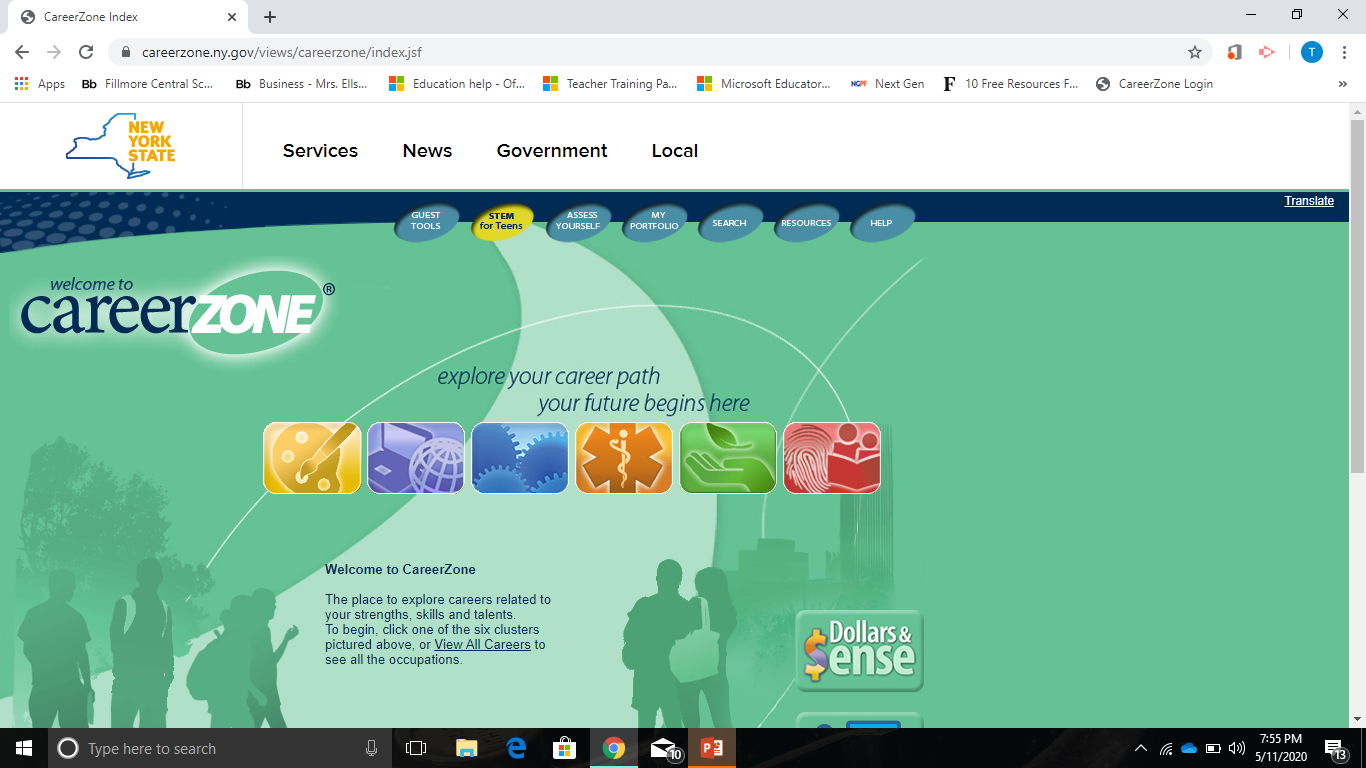 CareerZone Index
careerzone.ny.gov/views/careerzone/index.jsf
T
Apps
Bb Fillmore Central Sc...
Bb Business - Mrs. Ells...
Education help - Of...
Teacher Training Pa...
Microsoft Educator...
NGPF Next Gen
F 10 Free Resources F...
CareerZone Login
»
NEW
YORK
STATE
Services News Government Local
Translate
GUEST
TOOLS
STEM
for Teens
ASSESS
YOURSELF
MY
PORTFOLIO
SEARCH
RESOURCES
HELP
welcome to
careerZONE®
explore your career path
your future begins here
Welcome to CareerZone
The place to explore careers related to
your strengths, skills and talents.
To begin, click one of the six clusters
pictured above, or View All Careers to
see all the occupations.
Dollars &
$ense
Type here to search
10
7:55 PM
5/11/2020
13